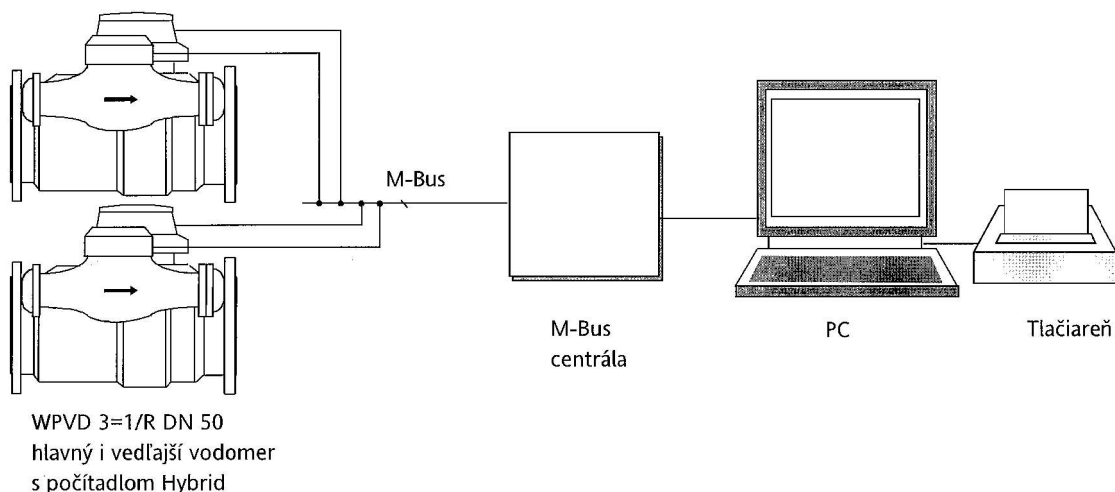 M-Bus
M-Bus
centrála
PC
Tlačiareň
WPVD 3=1/R DN 50
hlavný i vedľajší vodomer
s počítadlom Hybrid